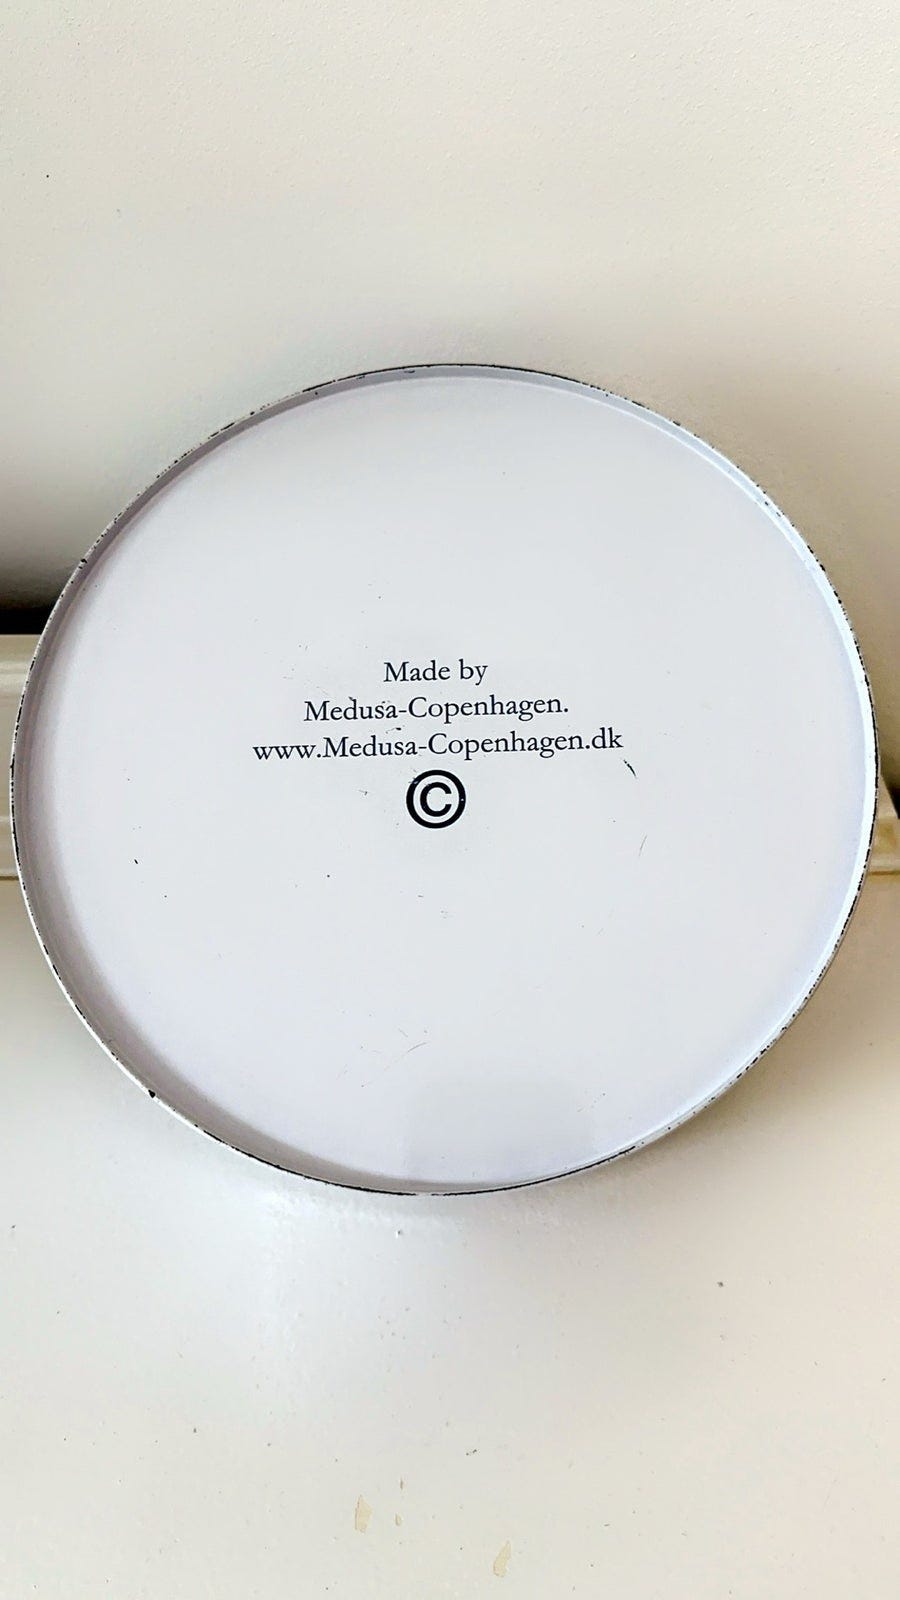 Made by
Medusa-Copenhagen.
www.Medusa-Copenhagen.dk
©